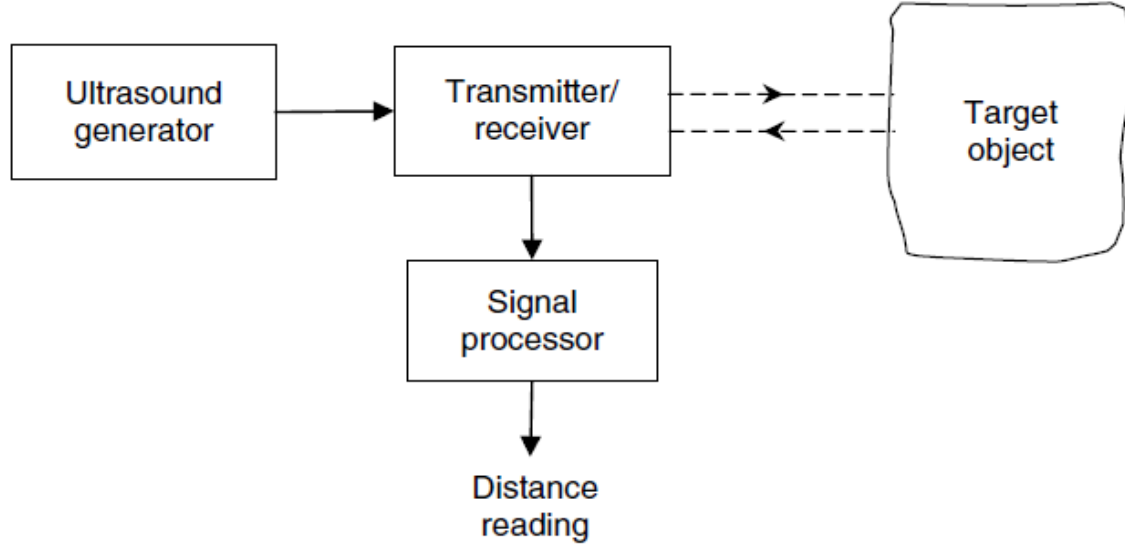 Ultrasound
generator
Transmitter/
receiver
Target
object
Signal
processor
Distance
reading